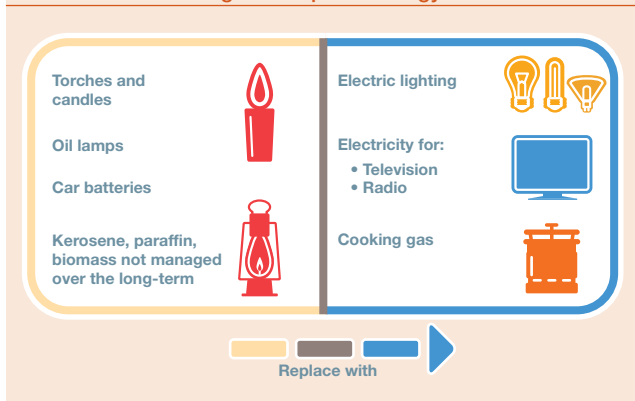 Torches and
candles
Oil lamps
Car batteries
Kerosene, paraffin,
biomass not managed
over the long-term
Electric lighting
Electricity for:
• Television
• Radio
Cooking gas
Replace with